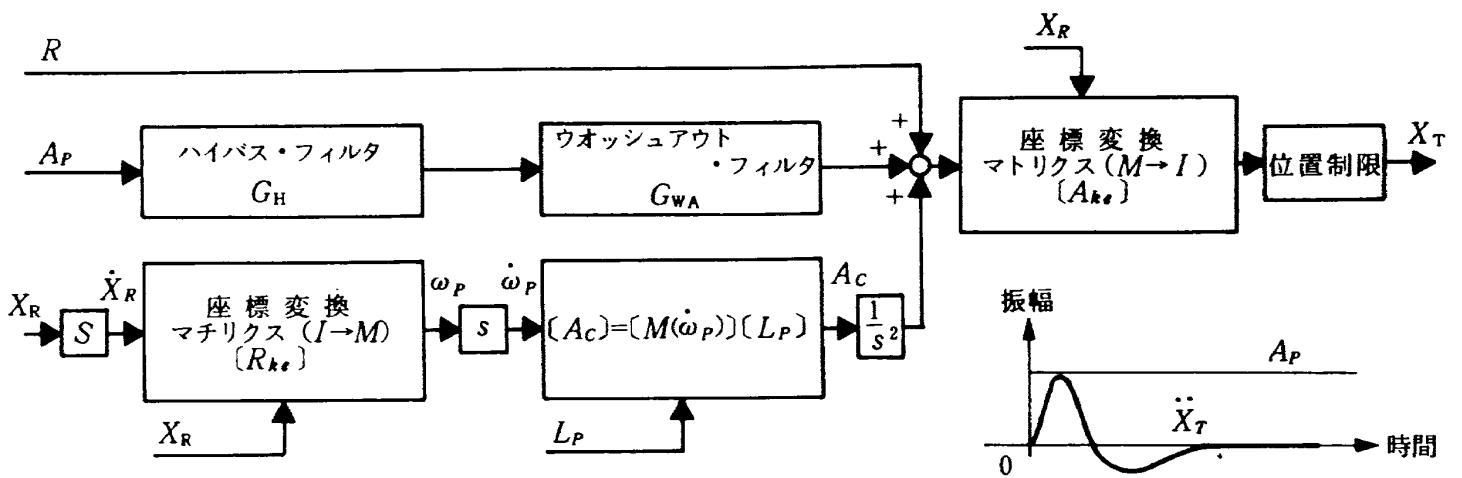 R
X_R
A_P
ハイバス・フィルタ
G_H
ウオッシュアウト
・フィルタ
G_WA
+
+
+
座標変換
マトリクス(M→I)
〔A_ke〕
位置制限
X_T
X_R
S
Ẋ_R
座標変換
マチリクス(I→M)
〔R_ke〕
X_R
ω_P
s
ω̇_P
〔A_C〕=〔M(ω̇_P)〕〔L_P〕
L_P
A_C
1
s²
振幅
A_P
Ẍ_T
0
時間